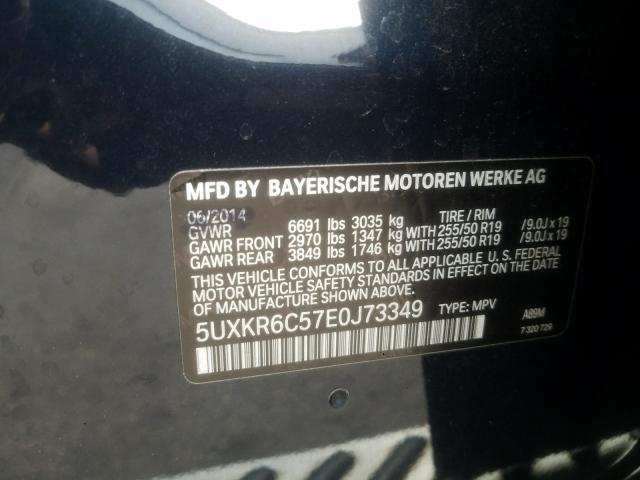 MFD BY BAYERISCHE MOTOREN WERKE AG
06/2014
GVWR 6691 lbs 3035 kg TIRE / RIM
GAWR FRONT 2970 lbs 1347 kg WITH 255/50 R19 /9.0J x 19
GAWR REAR 3849 lbs 1746 kg WITH 255/50 R19 /9.0J x 19
THIS VEHICLE CONFORMS TO ALL APPLICABLE U. S. FEDERAL
MOTOR VEHICLE SAFETY STANDARDS IN EFFECT ON THE DATE
OF MANUFACTURE SHOWN ABOVE.
5UXKR6C57E0J73349 TYPE: MPV A89M
7 320 729